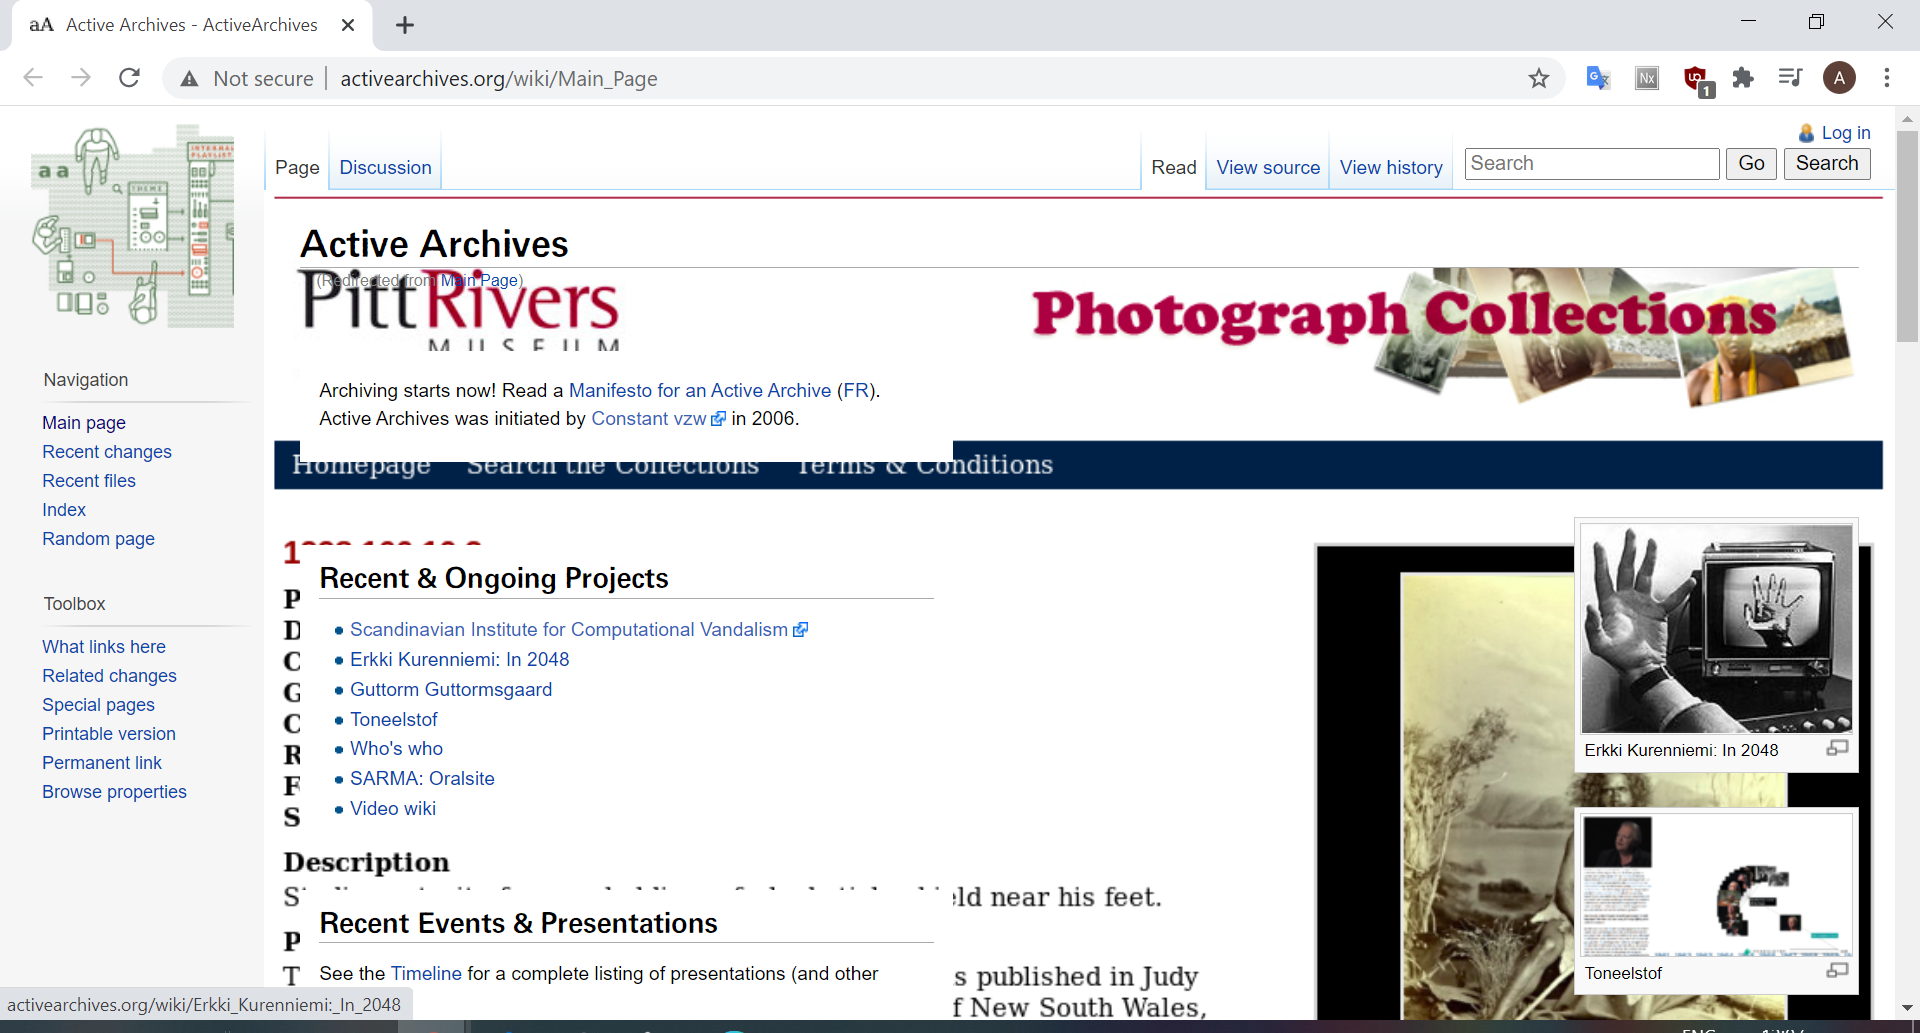 aA Active Archives - ActiveArchives
Not secure activearchives.org/wiki/Main_Page
1
A
Log in
Page Discussion Read View source View history Search Go Search
a a
THEME
Active Archives
(Redirected from Main Page)
Pitt Rivers
MUSEUM
Photograph Collections
Archiving starts now! Read a Manifesto for an Active Archive (FR).
Active Archives was initiated by Constant vzw in 2006.
Homepage Search the Collections Terms & Conditions
Navigation
Main page
Recent changes
Recent files
Index
Random page
Toolbox
What links here
Related changes
Special pages
Printable version
Permanent link
Browse properties
Recent & Ongoing Projects
Scandinavian Institute for Computational Vandalism
Erkki Kurenniemi: In 2048
Guttorm Guttormsgaard
Toneelstof
Who's who
SARMA: Oralsite
Video wiki
P
D
C
G
C
R
F
S
Description
ld near his feet.
Recent Events & Presentations
P
See the Timeline for a complete listing of presentations (and other
T
s published in Judy
f New South Wales,
Erkki Kurenniemi: In 2048
Toneelstof
activearchives.org/wiki/Erkki_Kurenniemi:_In_2048